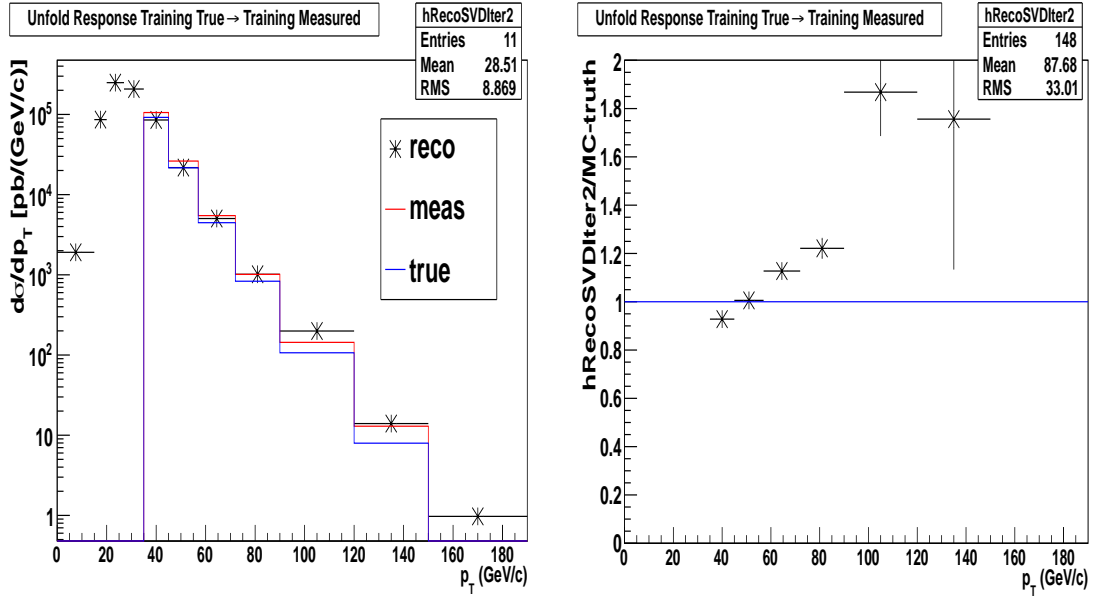 Unfold Response Training True → Training Measured
hRecoSVDIter2
Entries 11
Mean 28.51
RMS 8.869
dσ/dp_T [pb/(GeV/c)]
10^5
10^4
10^3
10^2
10
1
reco
meas
true
0 20 40 60 80 100 120 140 160 180
p_T (GeV/c)
Unfold Response Training True → Training Measured
hRecoSVDIter2
Entries 148
Mean 87.68
RMS 33.01
hRecoSVDIter2/MC-truth
2
1.8
1.6
1.4
1.2
1
0.8
0.6
0.4
0.2
0
0 20 40 60 80 100 120 140 160 180
p_T (GeV/c)